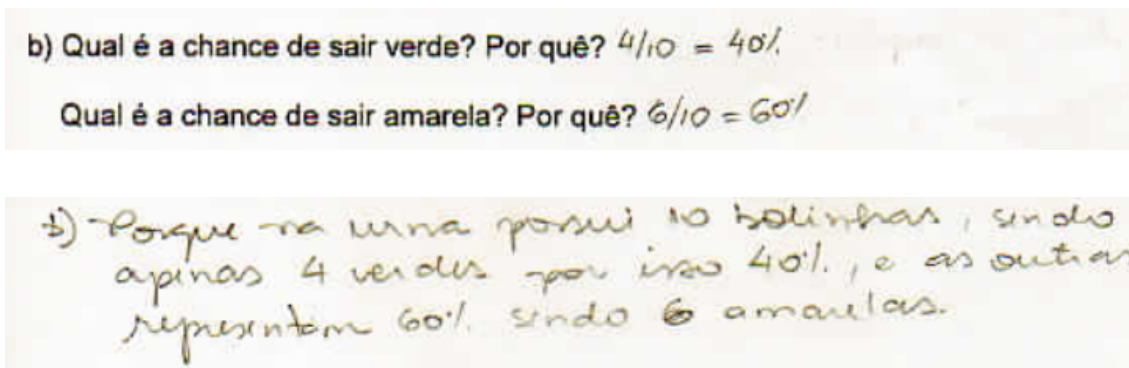 b) Qual é a chance de sair verde? Por quê? 4/10 = 40%
Qual é a chance de sair amarela? Por quê? 6/10 = 60%
b) Porque na urna possui 10 bolinhas, sendo
apenas 4 verdes por isso 40%., e as outras
representam 60% sendo 6 amarelas.